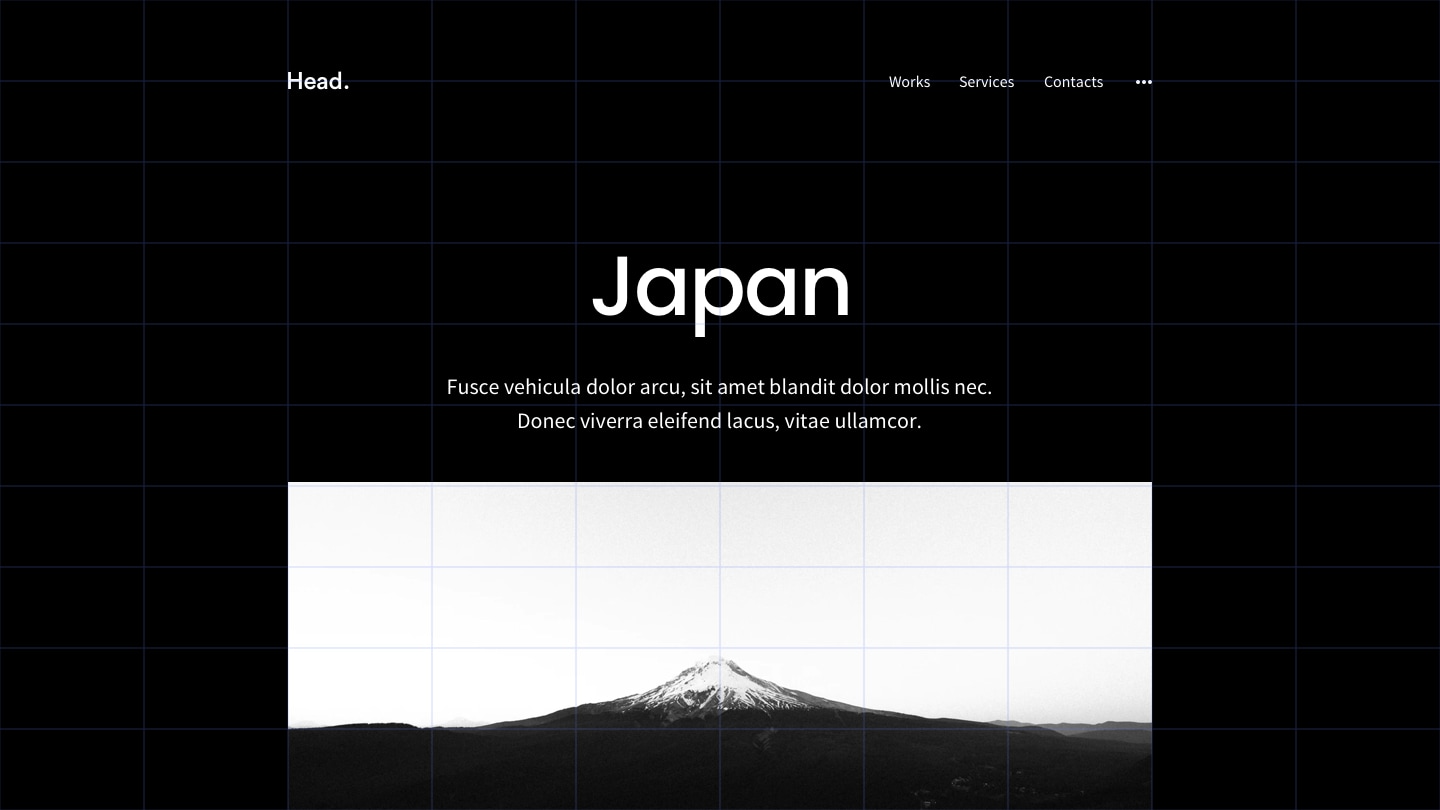 Head.
Works Services Contacts
Japan
Fusce vehicula dolor arcu, sit amet blandit dolor mollis nec.
Donec viverra eleifend lacus, vitae ullamcor.